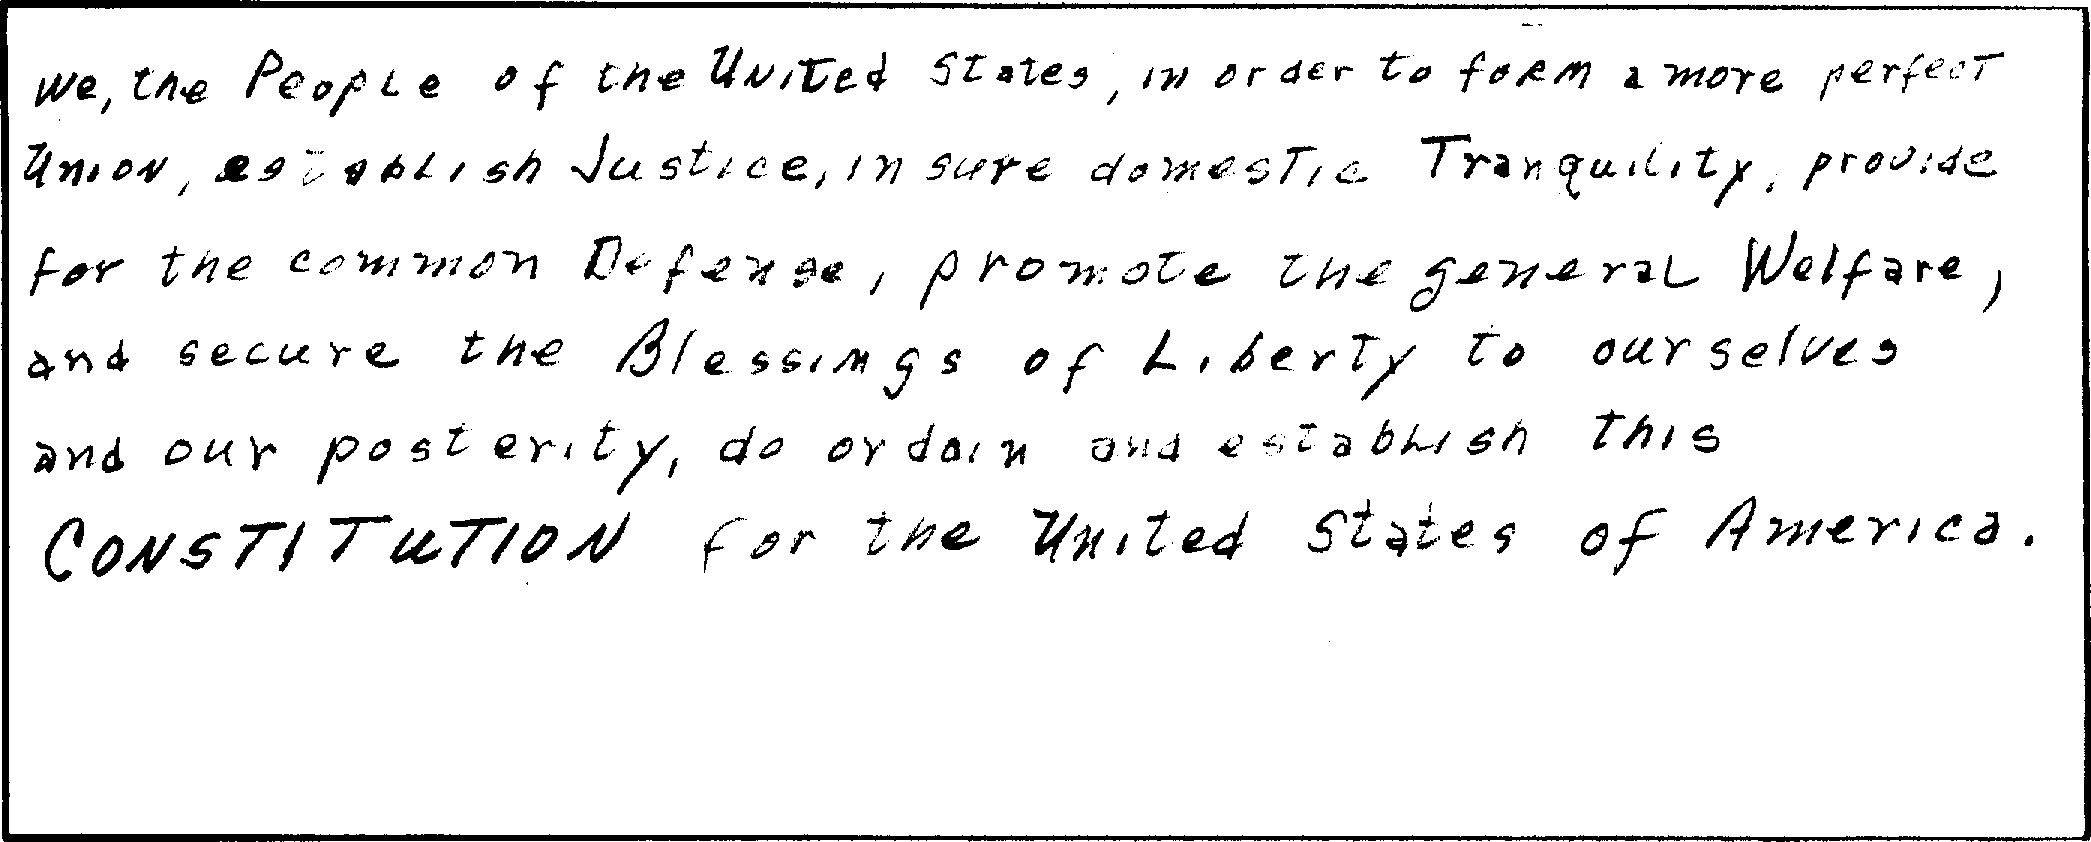 We, the People of the United States, in order to form a more perfect
Union, establish Justice, insure domestic Tranquility, provide
for the common Defense, promote the general Welfare,
and secure the Blessings of Liberty to ourselves
and our posterity, do ordain and establish this
CONSTITUTION for the United States of America.